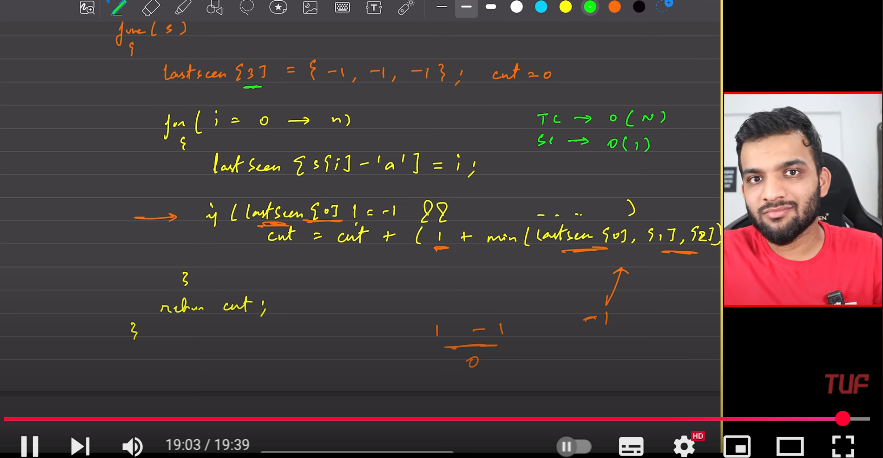 func(s)
{
lastseen[3] = {-1, -1, -1}; cnt=0
for( i = 0 → n)
{
TC → O(N)
SC → O(1)
lastseen [s[i]-'a'] = i;
→ if (lastseen[0] != -1 && .... )
cnt = cnt + ( 1 + min(lastseen[0], [1], [2])
}
return cnt;
}
-1
1 -1
0
TUF
19:03 / 19:39
HD